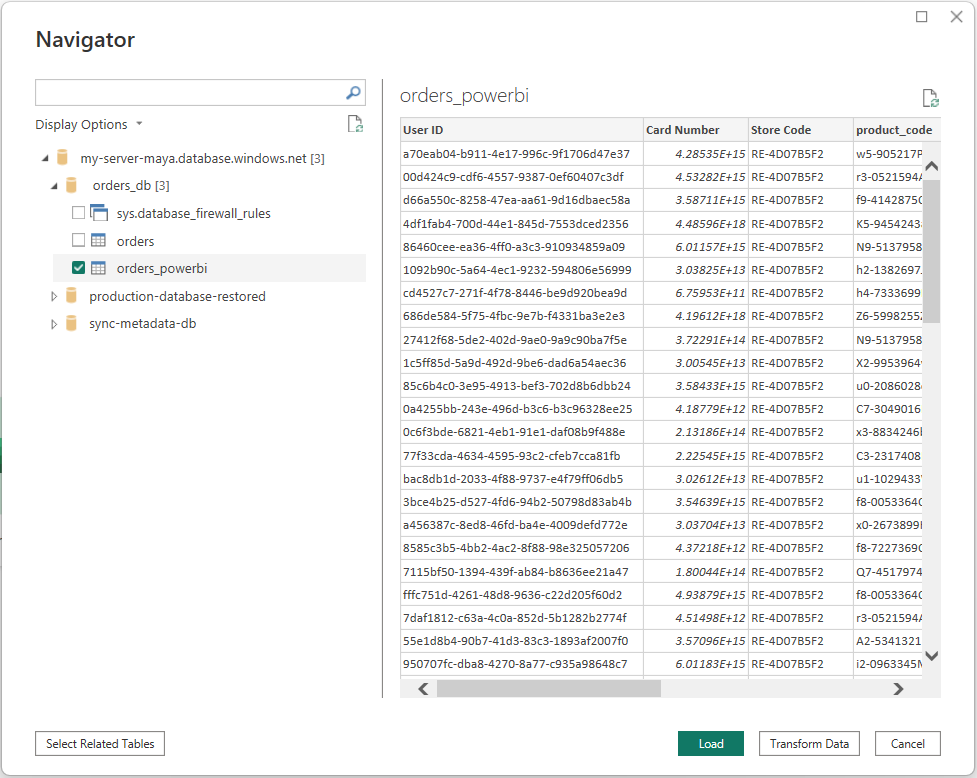 Navigator
Display Options
my-server-maya.database.windows.net [3]
orders_db [3]
sys.database_firewall_rules
orders
orders_powerbi
production-database-restored
sync-metadata-db
orders_powerbi
User ID Card Number Store Code product_code
a70eab04-b911-4e17-996c-9f1706d47e37 4.28535E+15 RE-4D07B5F2 w5-905217P
00d424c9-cdf6-4557-9387-0ef60407c3df 4.53282E+15 RE-4D07B5F2 r3-0521594A
d66a550c-8258-47ea-aa61-9d16dbaec58a 3.58711E+15 RE-4D07B5F2 f9-4142875C
4df1fab4-700d-44e1-845d-7553dced2356 4.48596E+18 RE-4D07B5F2 K5-9454243
86460cee-ea36-4ff0-a3c3-910934859a09 6.01157E+15 RE-4D07B5F2 N9-5137958
1092b90c-5a64-4ec1-9232-594806e56999 3.03825E+13 RE-4D07B5F2 h2-1382697
cd4527c7-271f-4f78-8446-be9d920bea9d 6.75953E+11 RE-4D07B5F2 h4-7333699
686de584-5f75-4fbc-9e7b-f4331ba3e2e3 4.19612E+18 RE-4D07B5F2 Z6-5998255
27412f68-5de2-402d-9ae0-9a9c90ba7f5e 3.72291E+14 RE-4D07B5F2 N9-5137958
1c5ff85d-5a9d-492d-9be6-dad6a54aec36 3.00545E+13 RE-4D07B5F2 X2-9953964
85c6b4c0-3e95-4913-bef3-702d8b6dbb24 3.58433E+15 RE-4D07B5F2 u0-2086028
0a4255bb-243e-496d-b3c6-b3c96328ee25 4.18779E+12 RE-4D07B5F2 C7-3049016
0c6f3bde-6821-4eb1-91e1-daf08b9f488e 2.13186E+14 RE-4D07B5F2 x3-8834246
77f33cda-4634-4595-93c2-cfeb7cca81fb 2.22545E+15 RE-4D07B5F2 C3-2317408
bac8db1d-2033-4f88-9737-e4f79ff06db5 3.02612E+13 RE-4D07B5F2 u1-1029433
3bce4b25-d527-4fd6-94b2-50798d83ab4b 3.54639E+15 RE-4D07B5F2 f8-0053364C
a456387c-8ed8-46fd-ba4e-4009defd772e 3.03704E+13 RE-4D07B5F2 x0-2673899
8585c3b5-4bb2-4ac2-8f88-98e325057206 4.37218E+12 RE-4D07B5F2 f8-7227369C
7115bf50-1394-439f-ab84-b8636ee21a47 1.80044E+14 RE-4D07B5F2 Q7-4517974
fffc751d-4261-48d8-9636-c22d205f60d2 4.93879E+15 RE-4D07B5F2 f8-0053364C
7daf1812-c63a-4c0a-852d-5b1282b2774f 4.51498E+12 RE-4D07B5F2 r3-0521594A
55e1d8b4-90b7-41d3-83c3-1893af2007f0 3.57096E+15 RE-4D07B5F2 A2-5341321
950707fc-dba8-4270-8a77-c935a98648c7 6.01183E+15 RE-4D07B5F2 i2-0963345
Select Related Tables
Load
Transform Data
Cancel